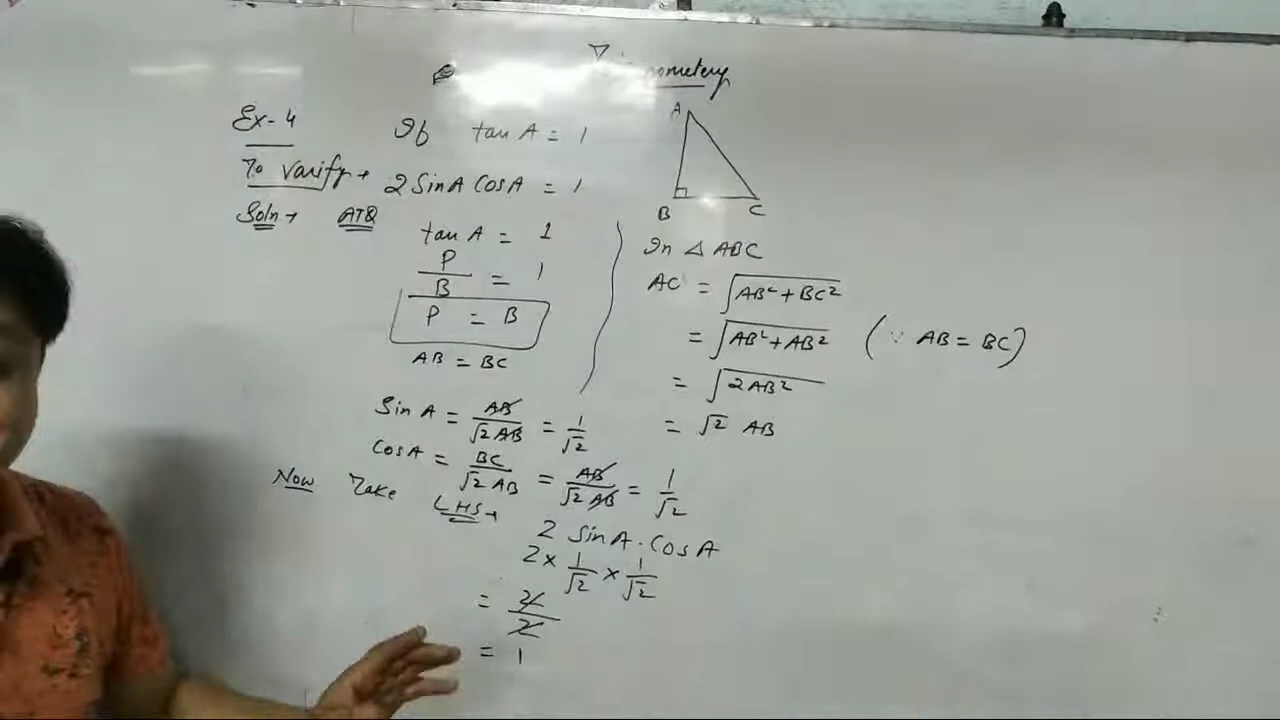 Ex-4 If tan A = 1
To varify→ 2 SinA CosA = 1
Soln→ ATQ
tan A = 1
P/B = 1
P = B
AB = BC
A
B C
In △ ABC
AC = √(AB²+BC²)
= √(AB²+AB²) (∵ AB = BC)
= √(2AB²)
= √2 AB
Sin A = AB/√2 AB = 1/√2
CosA = BC/√2 AB = AB/√2 AB = 1/√2
Now Take LHS→
2 SinA . CosA
2 × 1/√2 × 1/√2
= 2/2
= 1